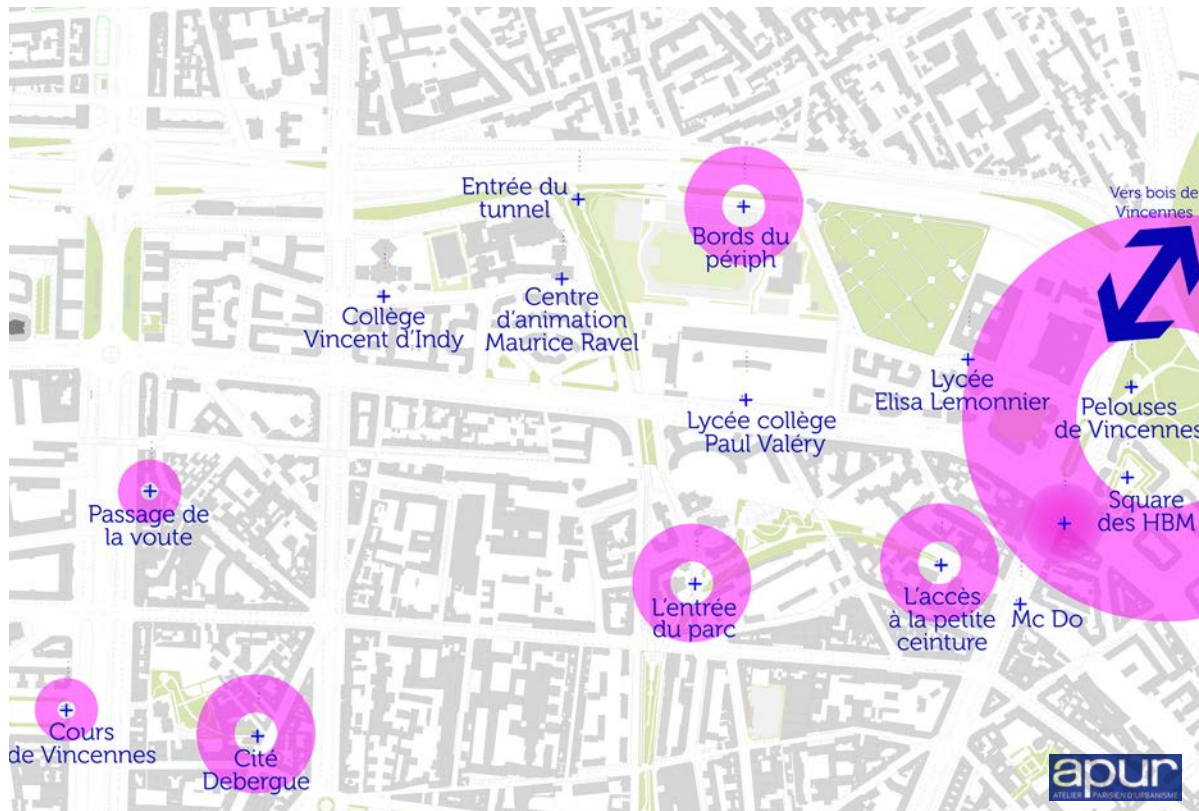 Vers bois de
Vincennes
Entrée du
tunnel
Bords du
périph
Collège
Vincent d'Indy
Centre
d'animation
Maurice Ravel
Lycée
Elisa Lemonnier
Pelouses
de Vincennes
Lycée collège
Paul Valéry
Square
des HBM
Passage de
la voute
L'entrée
du parc
L'accès
à la petite
ceinture
Mc Do
Cours
de Vincennes
Cité
Debergue
apur
ATELIER PARISIEN D'URBANISME